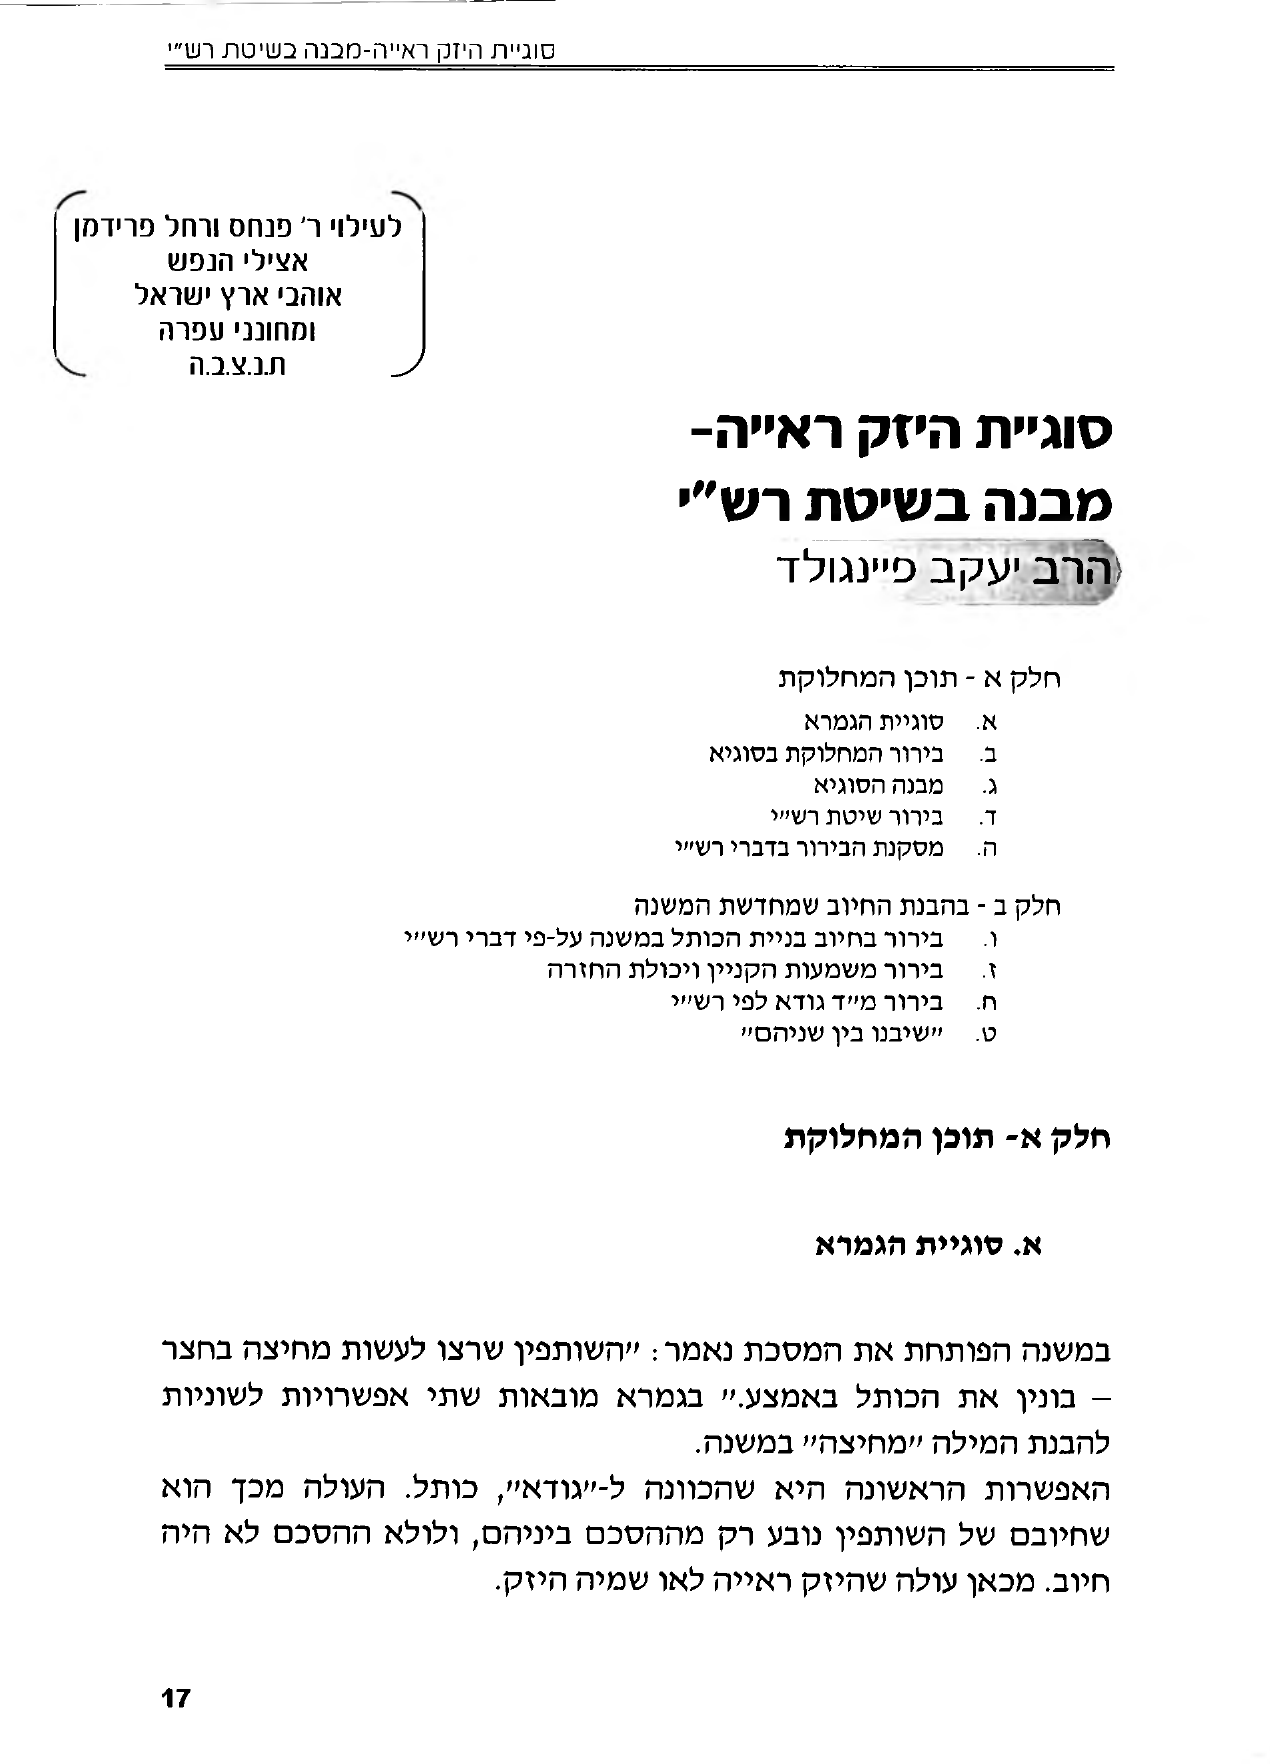 סוגיית היזק ראייה-מבנה בשיטת רש"י
לעילוי ר' פנחס ורחל פרידמן
אצילי הנפש
אוהבי ארץ ישראל
ומחונני עפרה
ת.נ.צ.ב.ה
סוגיית היזק ראייה-
מבנה בשיטת רש"י
הרב יעקב פיינגולד
חלק א - תוכן המחלוקת
א. סוגיית הגמרא
ב. בירור המחלוקת בסוגיא
ג. מבנה הסוגיא
ד. בירור שיטת רש"י
ה. מסקנת הבירור בדברי רש"י
חלק ב - בהבנת החיוב שמחדשת המשנה
ו. בירור בחיוב בניית הכותל במשנה על-פי דברי רש"י
ז. בירור משמעות הקניין ויכולת החזרה
ח. בירור מ"ד גודא לפי רש"י
ט. "שיבנו בין שניהם"
חלק א- תוכן המחלוקת
א. סוגיית הגמרא
במשנה הפותחת את המסכת נאמר: "השותפין שרצו לעשות מחיצה בחצר
– בונין את הכותל באמצע." בגמרא מובאות שתי אפשרויות לשוניות
להבנת המילה "מחיצה" במשנה.
האפשרות הראשונה היא שהכוונה ל-"גודא", כותל. העולה מכך הוא
שחיובם של השותפין נובע רק מההסכם ביניהם, ולולא ההסכם לא היה
חיוב. מכאן עולה שהיזק ראייה לאו שמיה היזק.
17